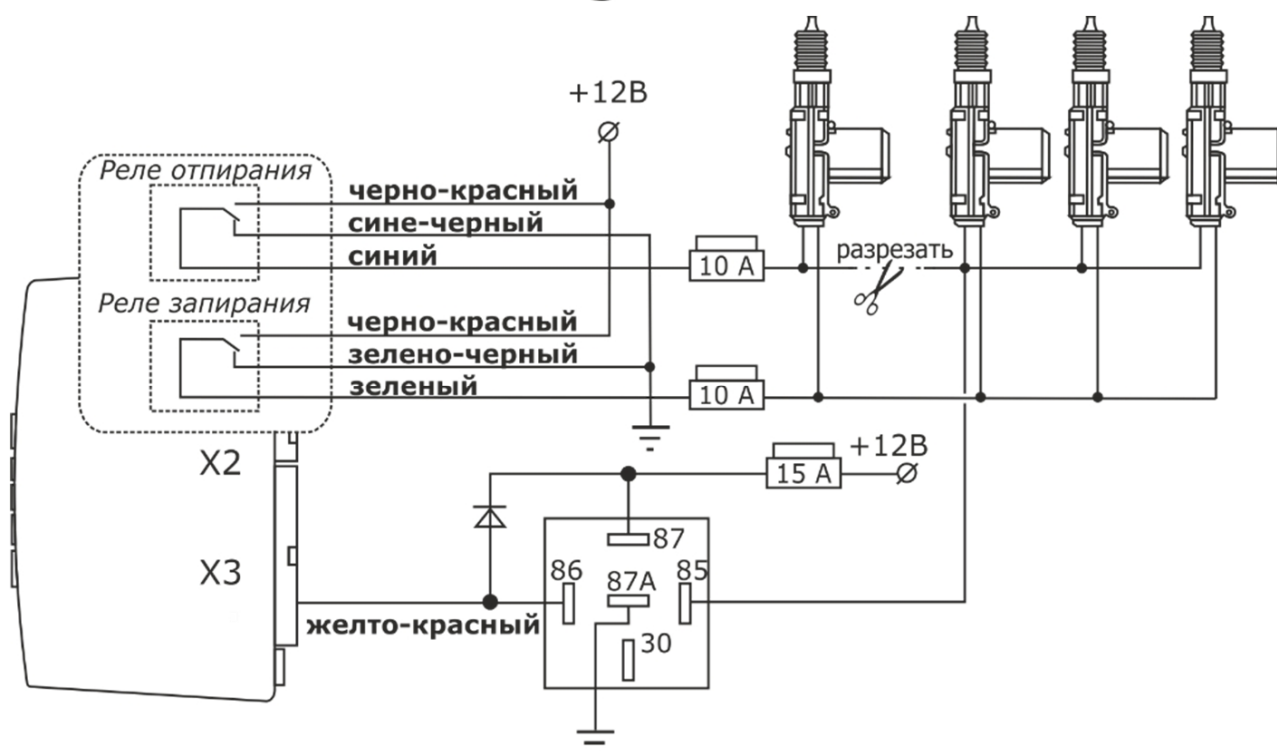 +12В
Реле отпирания
черно-красный
сине-черный
синий
10 А
разрезать
Реле запирания
черно-красный
зелено-черный
зеленый
10 А
X2
15 А
+12В
87
86
87А
85
X3
желто-красный
30